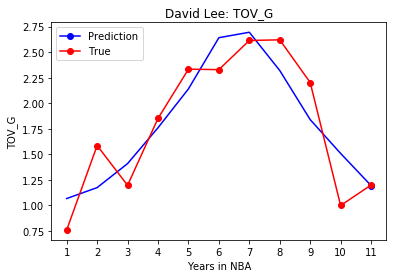 David Lee: TOV_G
Prediction
True
2.75
2.50
2.25
2.00
1.75
1.50
1.25
1.00
0.75
TOV_G
1 2 3 4 5 6 7 8 9 10 11
Years in NBA